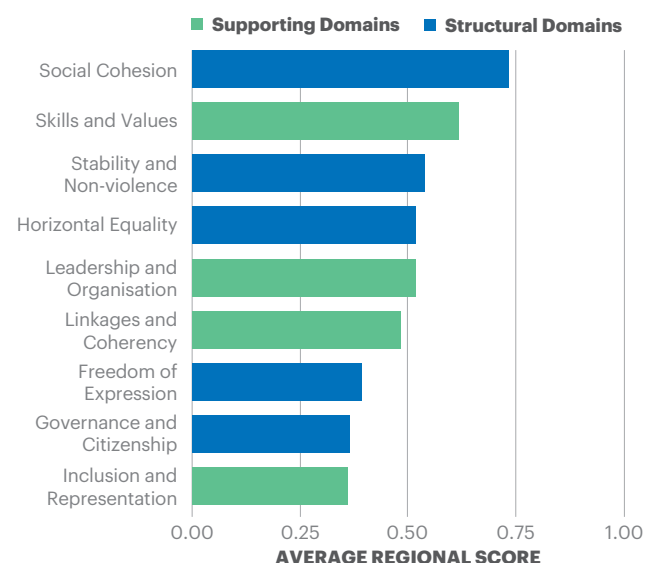 Supporting Domains Structural Domains
Social Cohesion
Skills and Values
Stability and
Non-violence
Horizontal Equality
Leadership and
Organisation
Linkages and
Coherency
Freedom of
Expression
Governance and
Citizenship
Inclusion and
Representation
0.00 0.25 0.50 0.75 1.00
AVERAGE REGIONAL SCORE